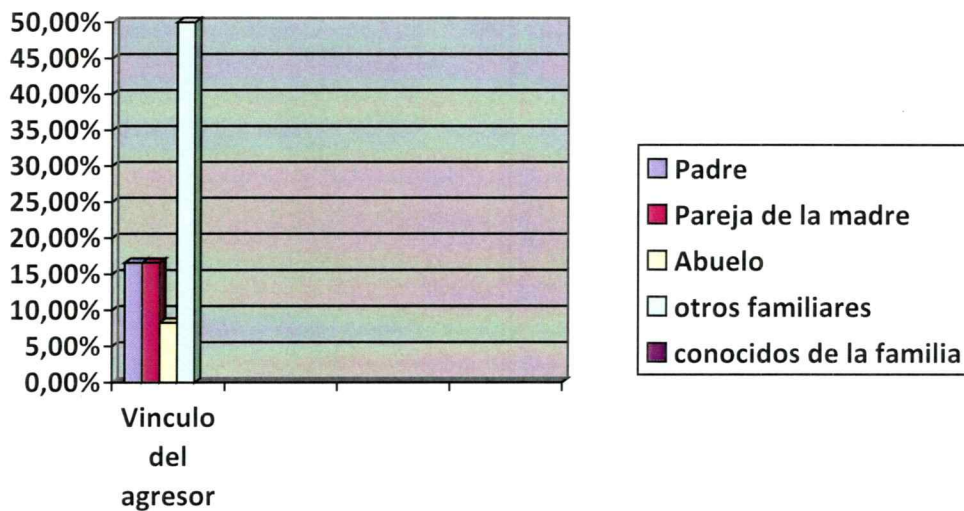 50,00%
45,00%
40,00%
35,00%
30,00%
25,00%
20,00%
15,00%
10,00%
5,00%
0,00%
Vinculo
del
agresor
Padre
Pareja de la madre
Abuelo
otros familiares
conocidos de la familia